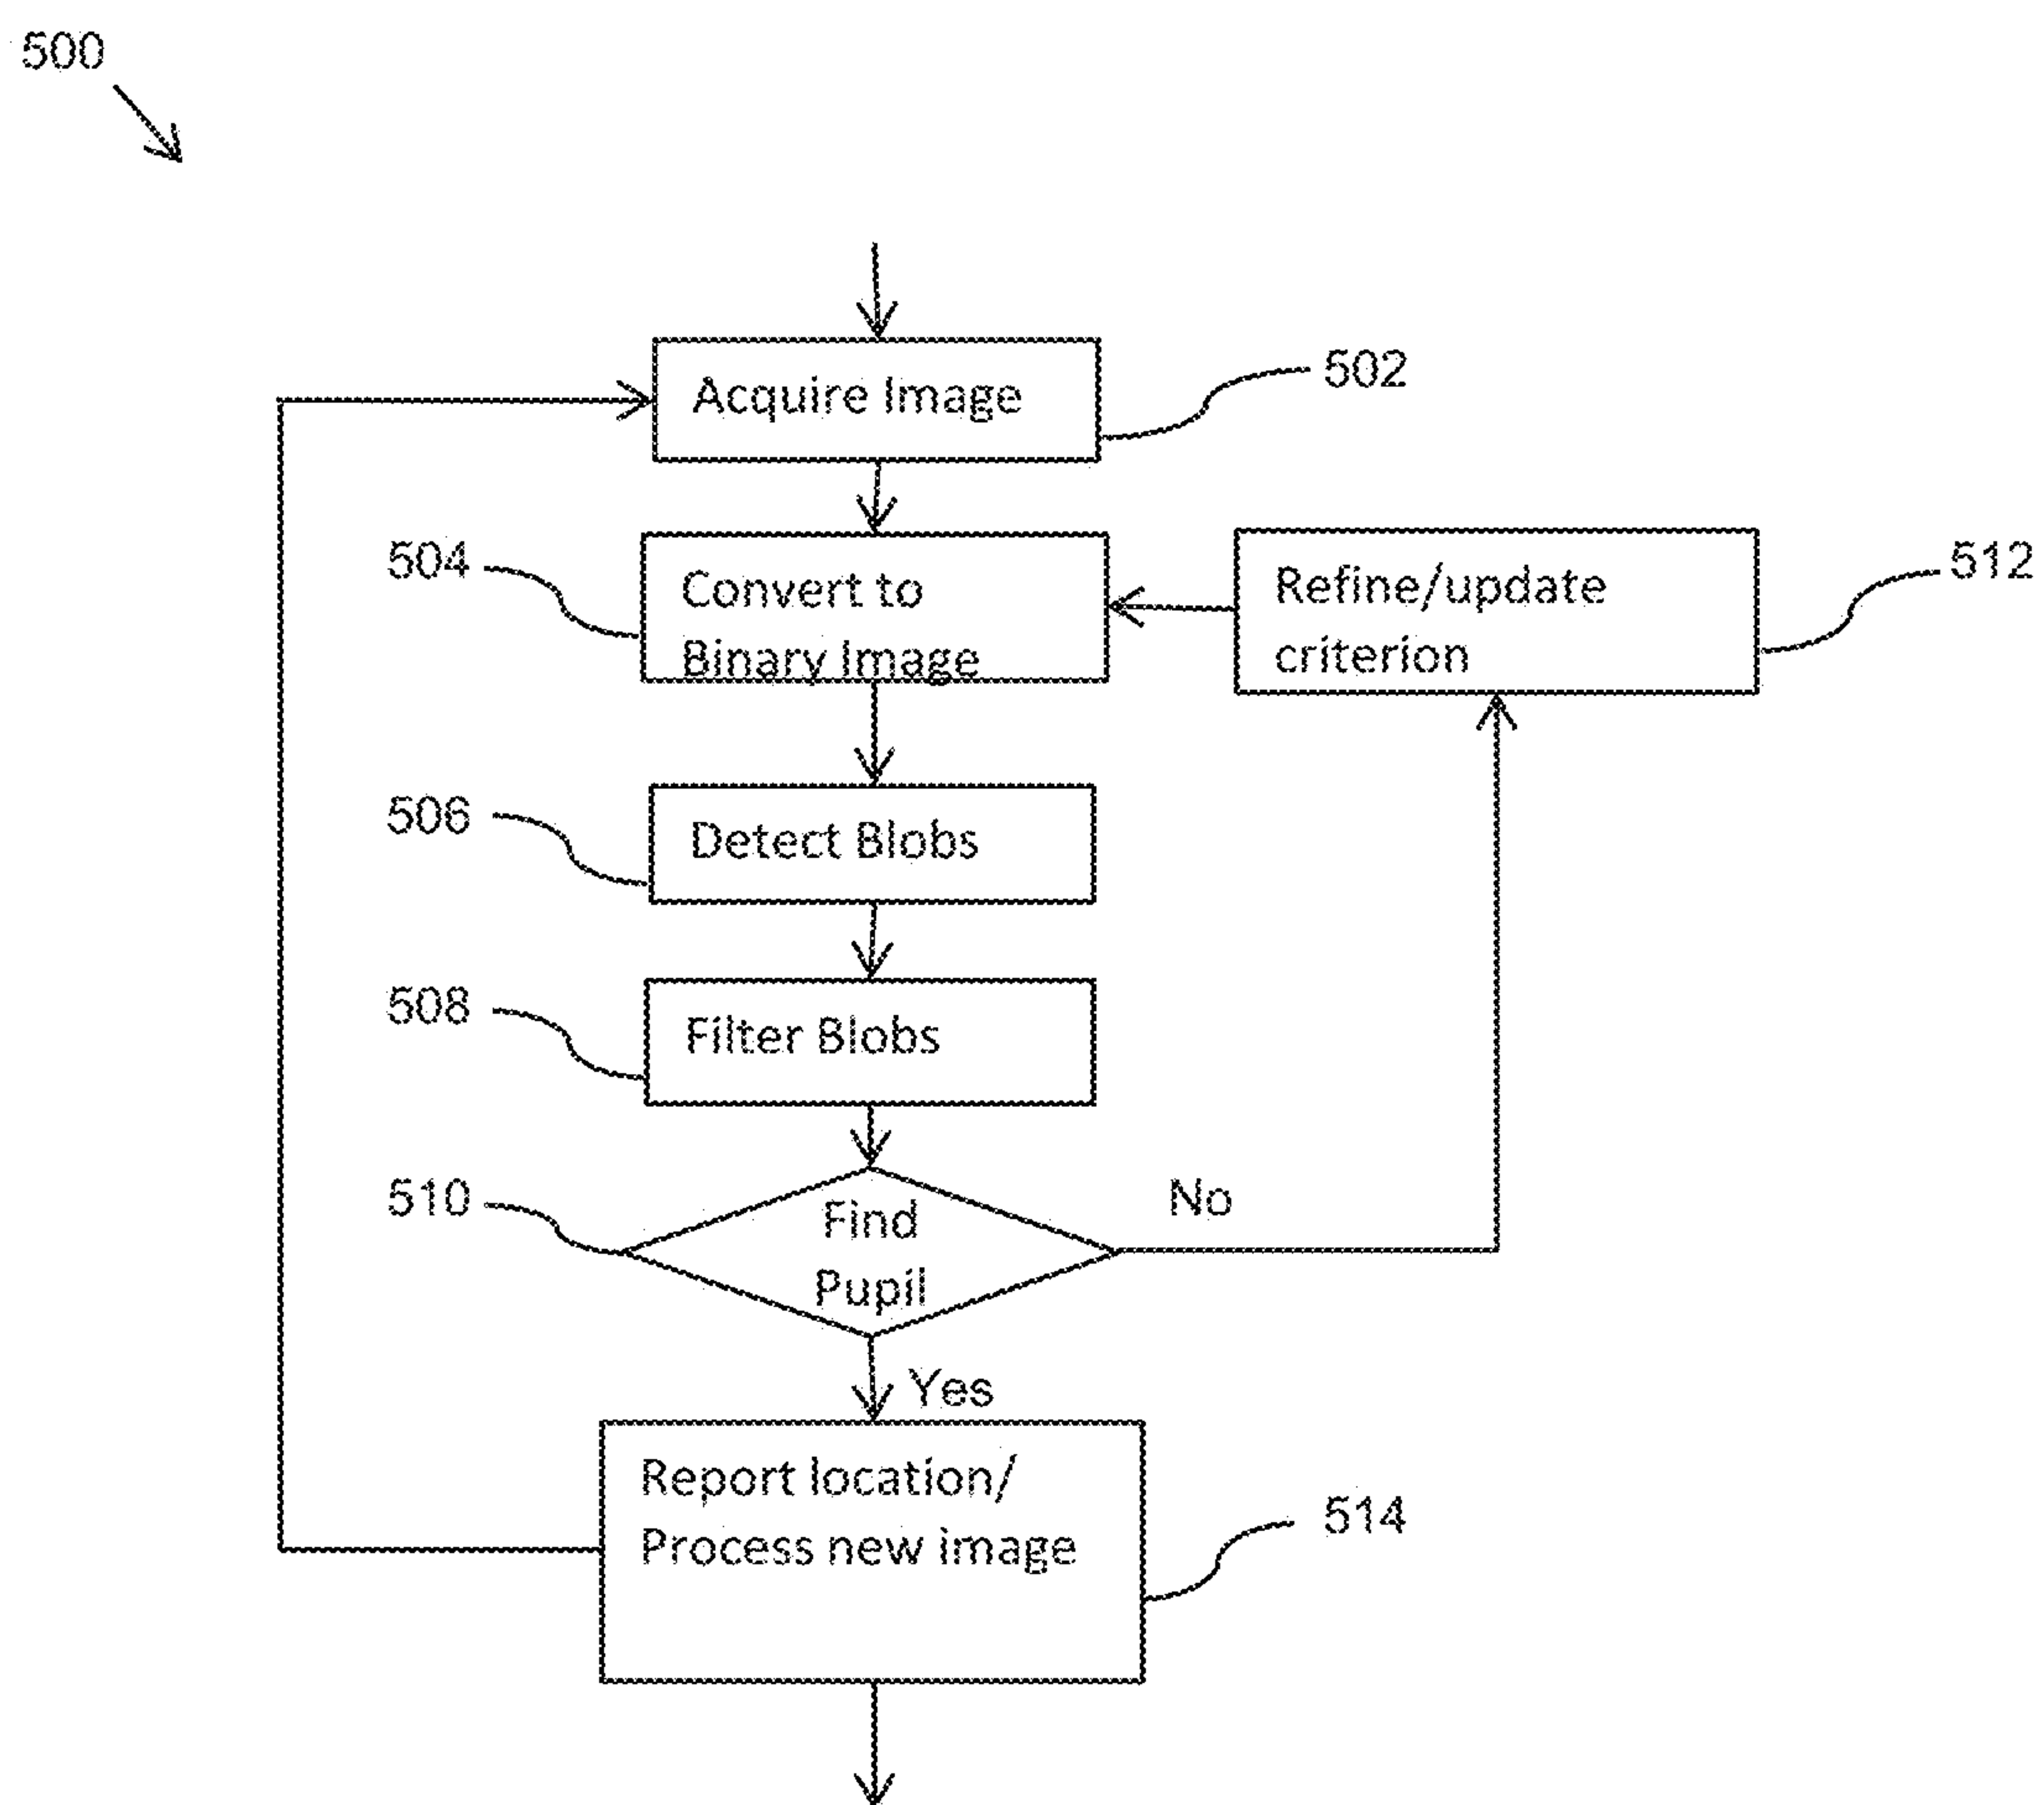 500
Acquire Image
502
504
Convert to
Binary Image
Refine/update
criterion
512
506
Detect Blobs
508
Filter Blobs
510
Find
Pupil
No
Yes
Report location/
Process new image
514